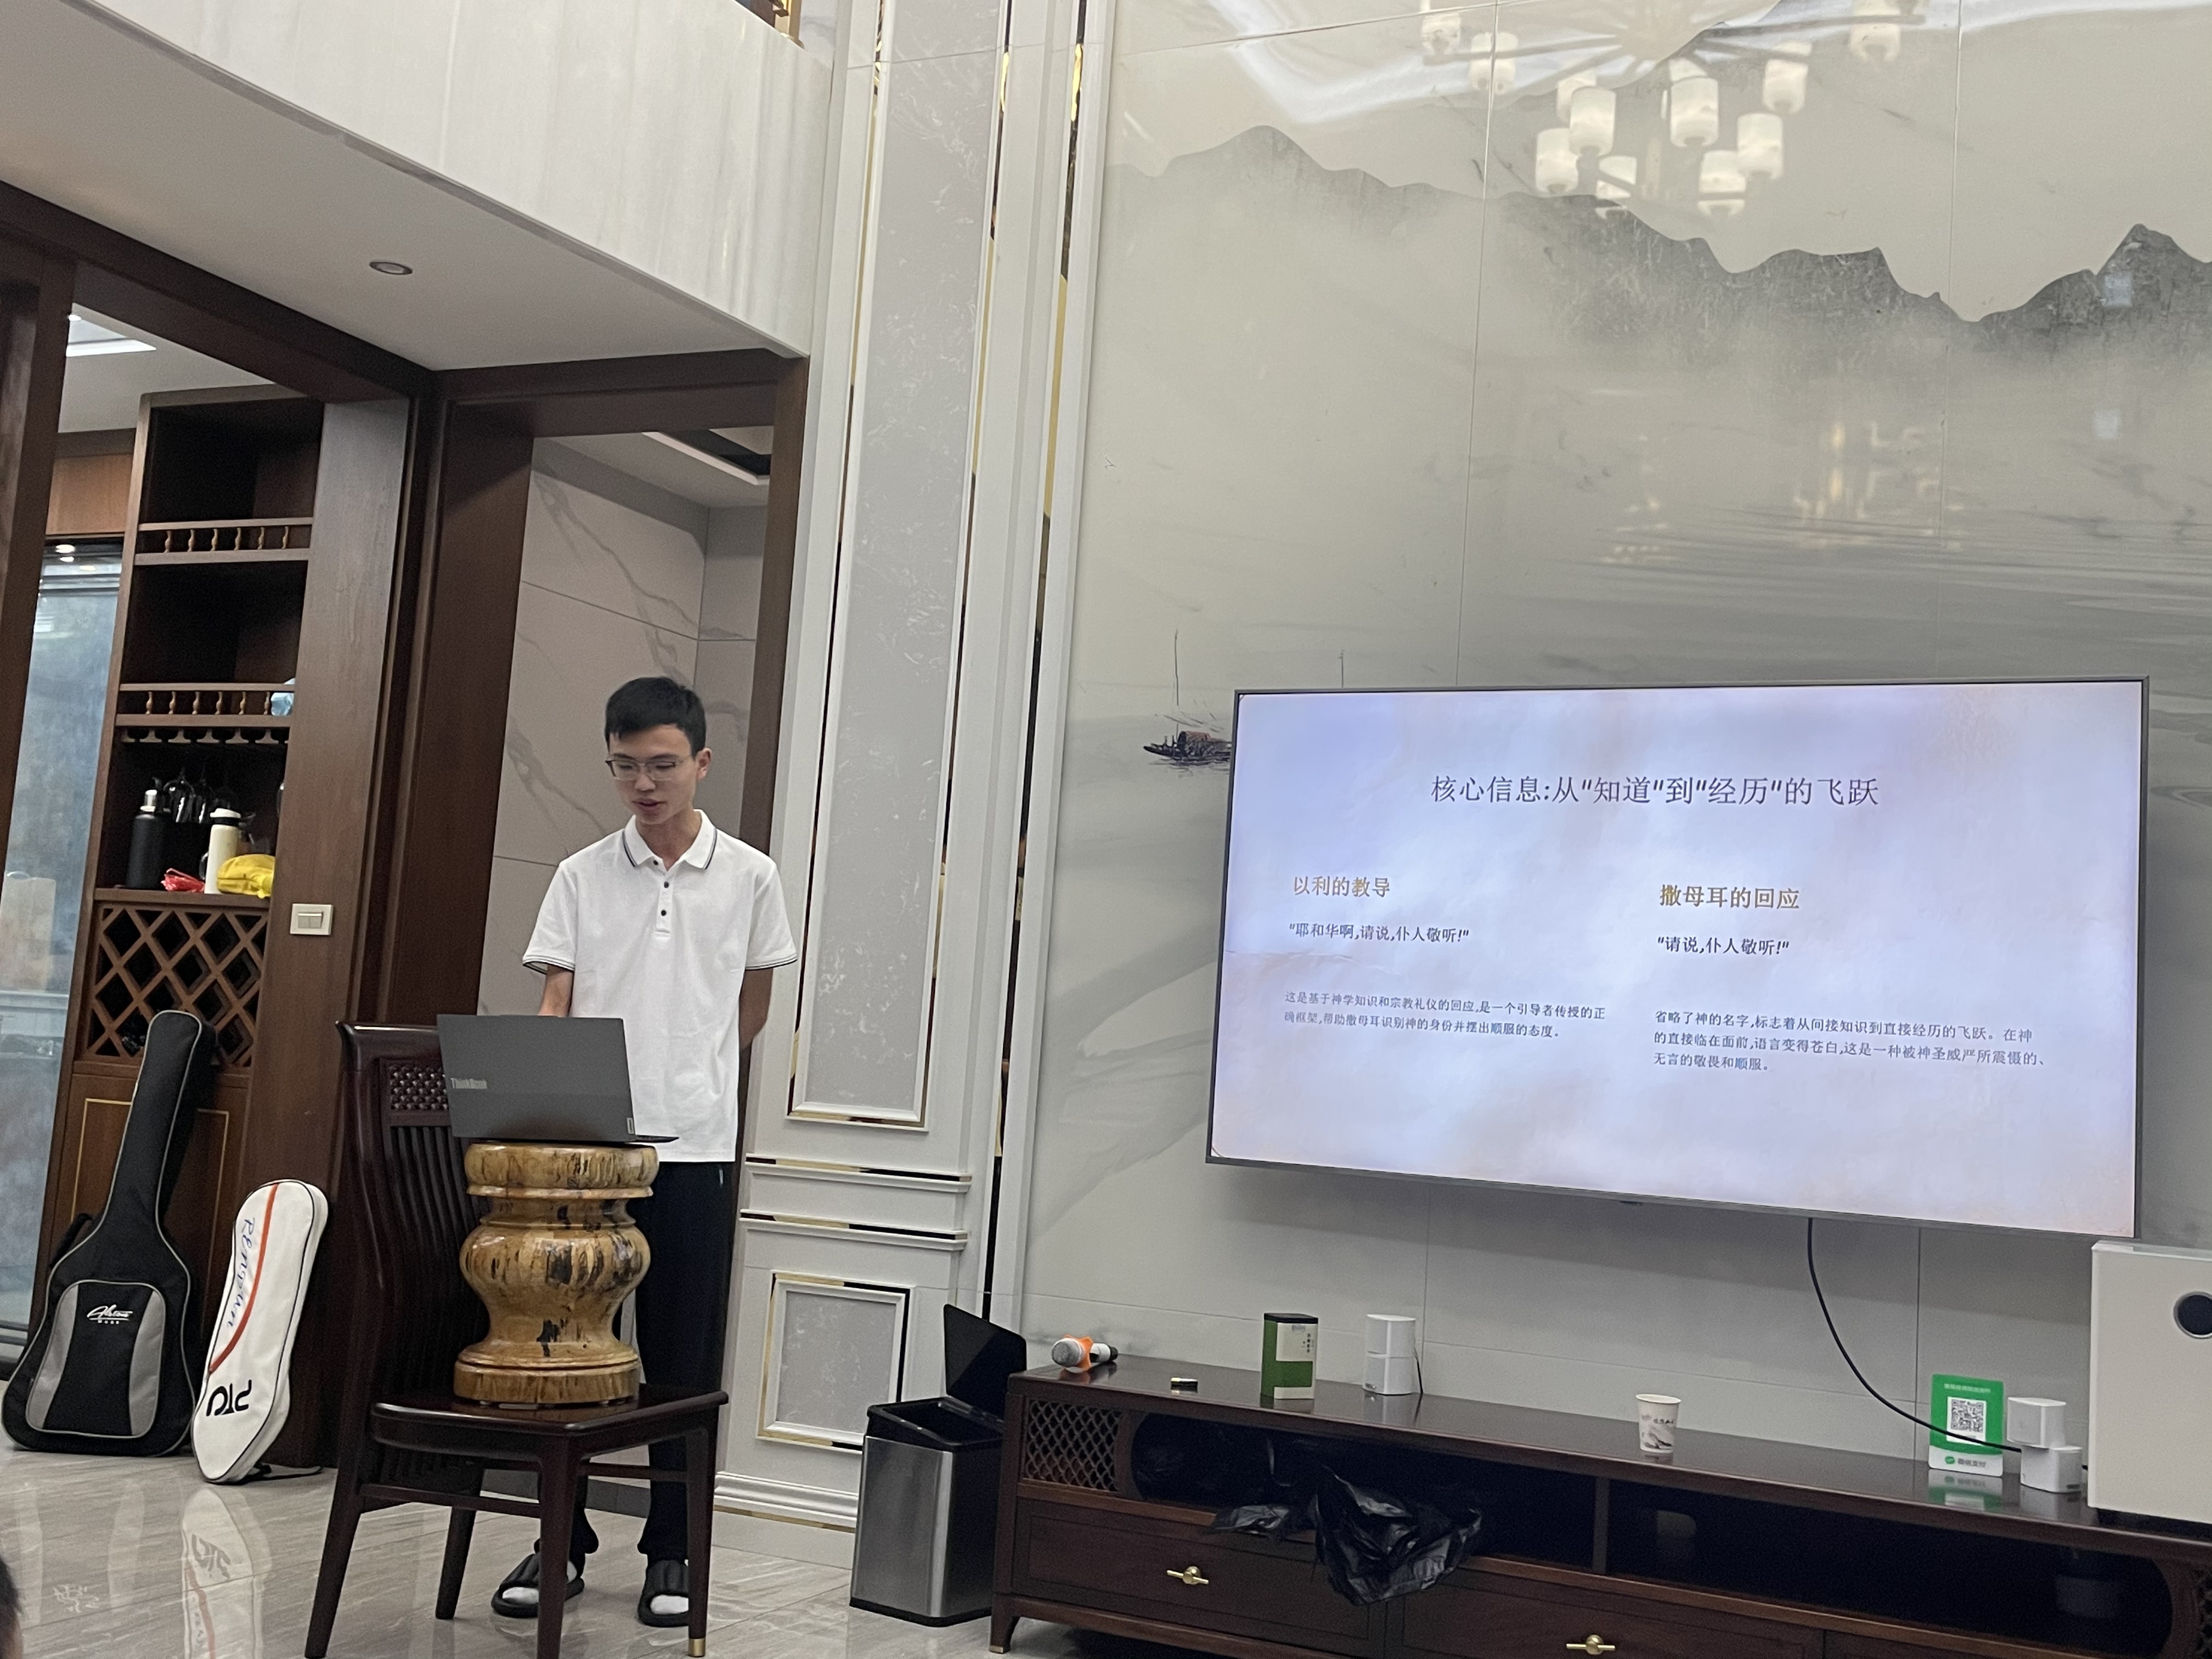 核心信息:从"知道"到"经历"的飞跃
以利的教导
"耶和华啊,请说,仆人敬听!"
这是基于神学知识和宗教礼仪的回应,是一个引导者传授的正
确框架,帮助撒母耳识别神的身份并摆出顺服的态度。
撒母耳的回应
"请说,仆人敬听!"
省略了神的名字,标志着从间接知识到直接经历的飞跃。在神
的直接临在面前,语言变得苍白,这是一种被神圣威严所震慑的、
无言的敬畏和顺服。
ThinkBook
微信支付